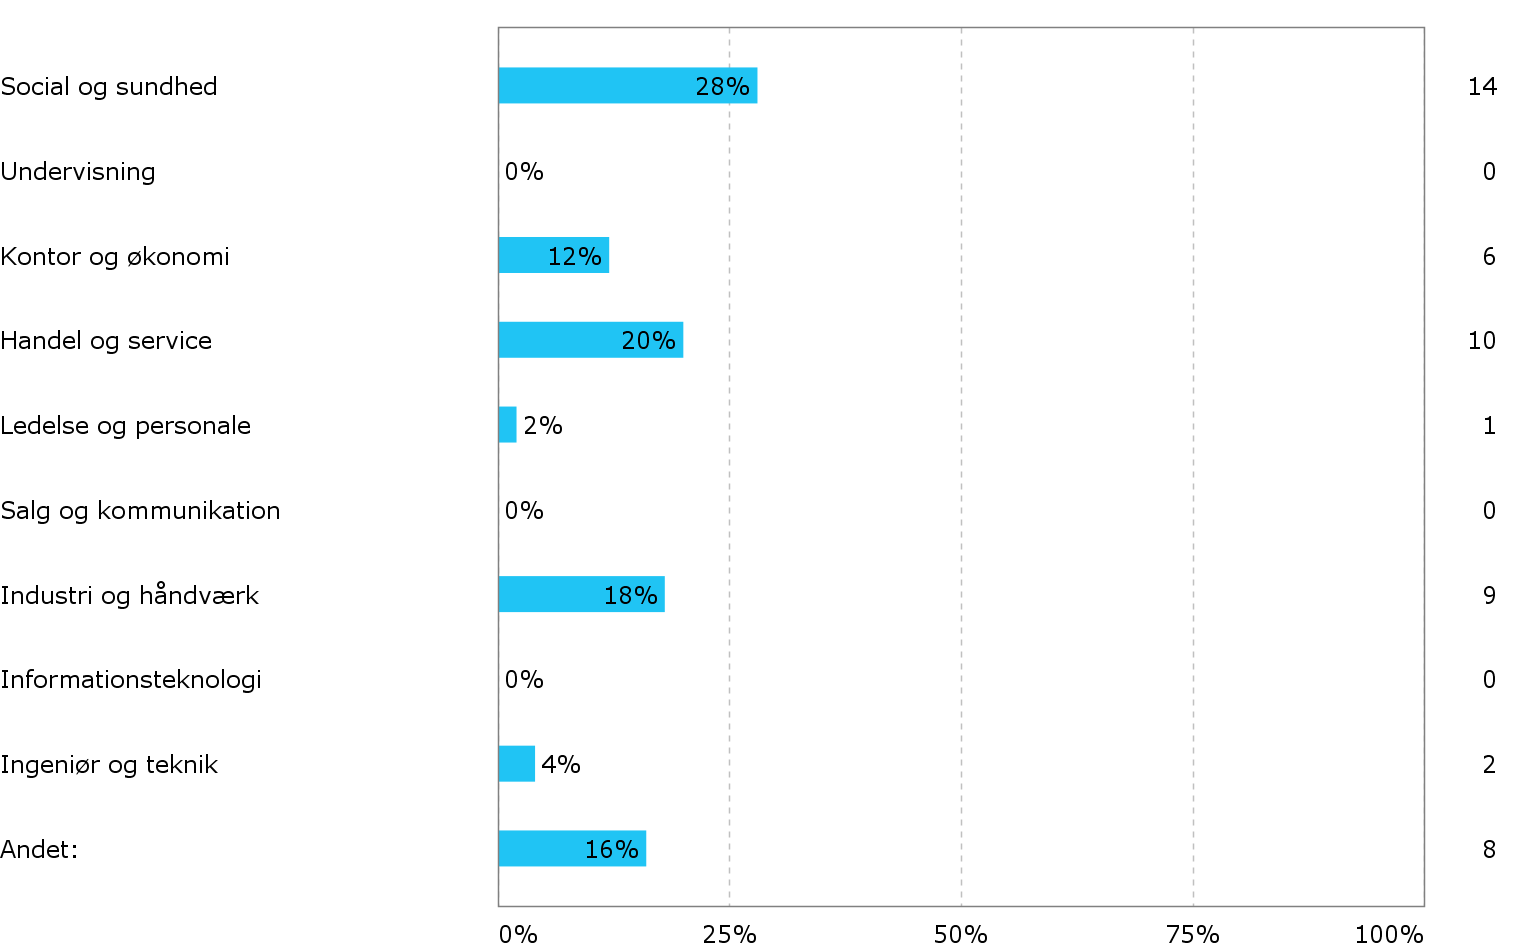 Social og sundhed 28% 14
Undervisning 0% 0
Kontor og økonomi 12% 6
Handel og service 20% 10
Ledelse og personale 2% 1
Salg og kommunikation 0% 0
Industri og håndværk 18% 9
Informationsteknologi 0% 0
Ingeniør og teknik 4% 2
Andet: 16% 8
0% 25% 50% 75% 100%